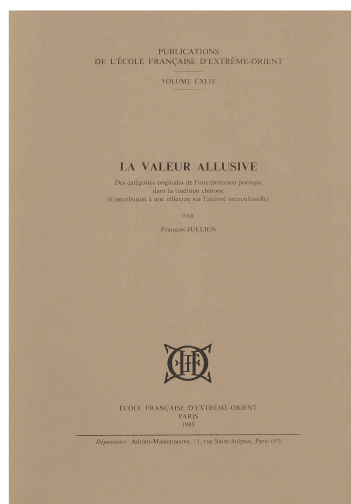 PUBLICATIONS
DE L'ÉCOLE FRANÇAISE D'EXTRÊME-ORIENT
VOLUME CXLIV
LA VALEUR ALLUSIVE
Des catégories originales de l'interprétation poétique
dans la tradition chinoise
(Contribution à une réflexion sur l'altérité interculturelle)
PAR
François JULLIEN
ÉCOLE FRANÇAISE D'EXTRÊME-ORIENT
PARIS
1985
Dépositaire : Adrien-Maisonneuve, 11, rue Saint-Sulpice, Paris (6e)